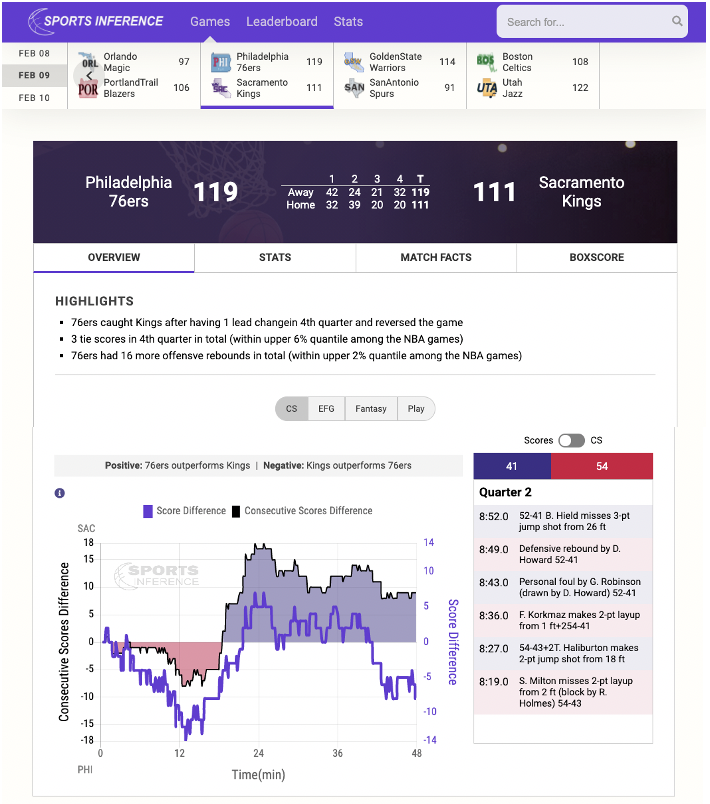 SPORTS INFERENCE Games Leaderboard Stats Search for...
FEB 08
FEB 09
FEB 10
ORL Orlando Magic 97
POR PortlandTrail Blazers 106
PHI Philadelphia 76ers 119
SAC Sacramento Kings 111
GoldenState Warriors 114
SAN SanAntonio Spurs 91
BOS Boston Celtics 108
UTA Utah Jazz 122
Philadelphia 76ers 119
1 2 3 4 T
Away 42 24 21 32 119
Home 32 39 20 20 111
111 Sacramento Kings
OVERVIEW STATS MATCH FACTS BOXSCORE
HIGHLIGHTS
76ers caught Kings after having 1 lead changein 4th quarter and reversed the game
3 tie scores in 4th quarter in total (within upper 6% quantile among the NBA games)
76ers had 16 more offensive rebounds in total (within upper 2% quantile among the NBA games)
CS EFG Fantasy Play
Positive: 76ers outperforms Kings | Negative: Kings outperforms 76ers
i
Score Difference Consecutive Scores Difference
SAC
18
15
10
5
0
-5
-10
-15
-18
Consecutive Scores Difference
SPORTS
INFERENCE
14
10
5
0
-5
-10
-14
Score Difference
0 12 24 36 48
PHI
Time(min)
Scores CS
41 54
Quarter 2
8:52.0 52-41 B. Hield misses 3-pt
jump shot from 26 ft
8:49.0 Defensive rebound by D.
Howard 52-41
8:43.0 Personal foul by G. Robinson
(drawn by D. Howard) 52-41
8:36.0 F. Korkmaz makes 2-pt layup
from 1 ft+254-41
8:27.0 54-43+2T. Haliburton makes
2-pt jump shot from 18 ft
8:19.0 S. Milton misses 2-pt layup
from 2 ft (block by R.
Holmes) 54-43